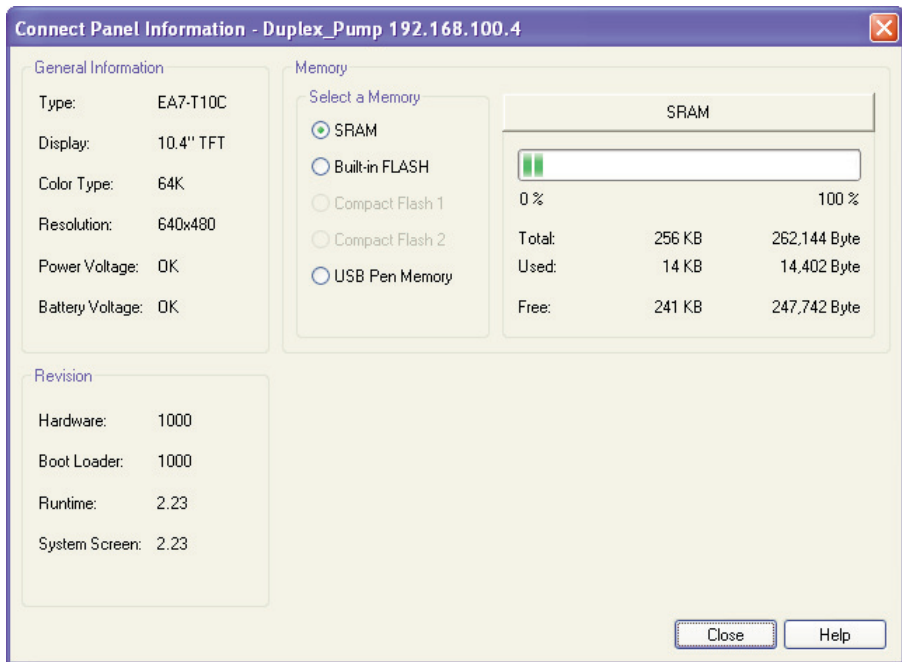 Connect Panel Information - Duplex_Pump 192.168.100.4
General Information
Type: EA7-T10C
Display: 10.4" TFT
Color Type: 64K
Resolution: 640x480
Power Voltage: OK
Battery Voltage: OK
Memory
Select a Memory
SRAM
Built-in FLASH
Compact Flash 1
Compact Flash 2
USB Pen Memory
SRAM
0 % 100 %
Total: 256 KB 262,144 Byte
Used: 14 KB 14,402 Byte
Free: 241 KB 247,742 Byte
Revision
Hardware: 1000
Boot Loader: 1000
Runtime: 2.23
System Screen: 2.23
Close Help